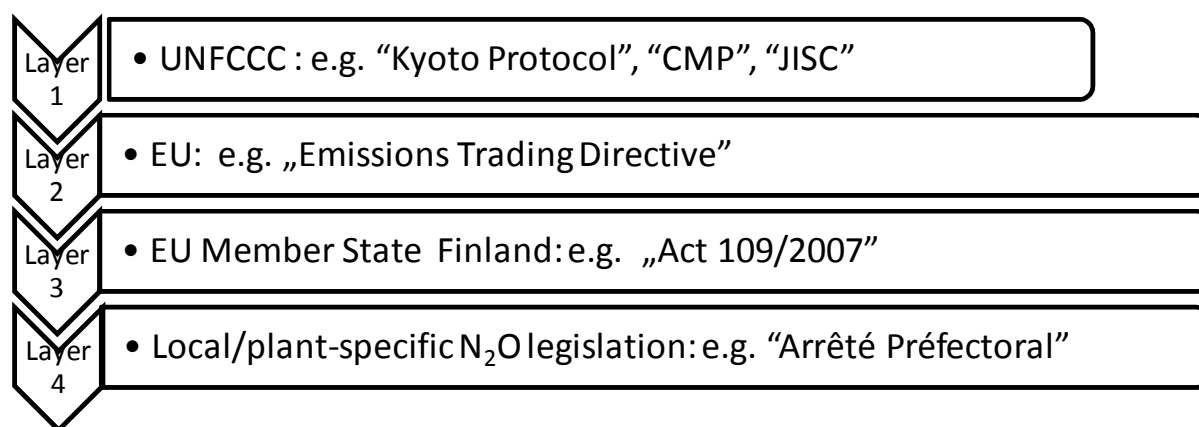 Layer 1
• UNFCCC : e.g. “Kyoto Protocol”, “CMP”, “JISC”
Layer 2
• EU: e.g. „Emissions Trading Directive”
Layer 3
• EU Member State Finland: e.g. „Act 109/2007”
Layer 4
• Local/plant-specific N₂O legislation: e.g. “Arrêté Préfectoral”